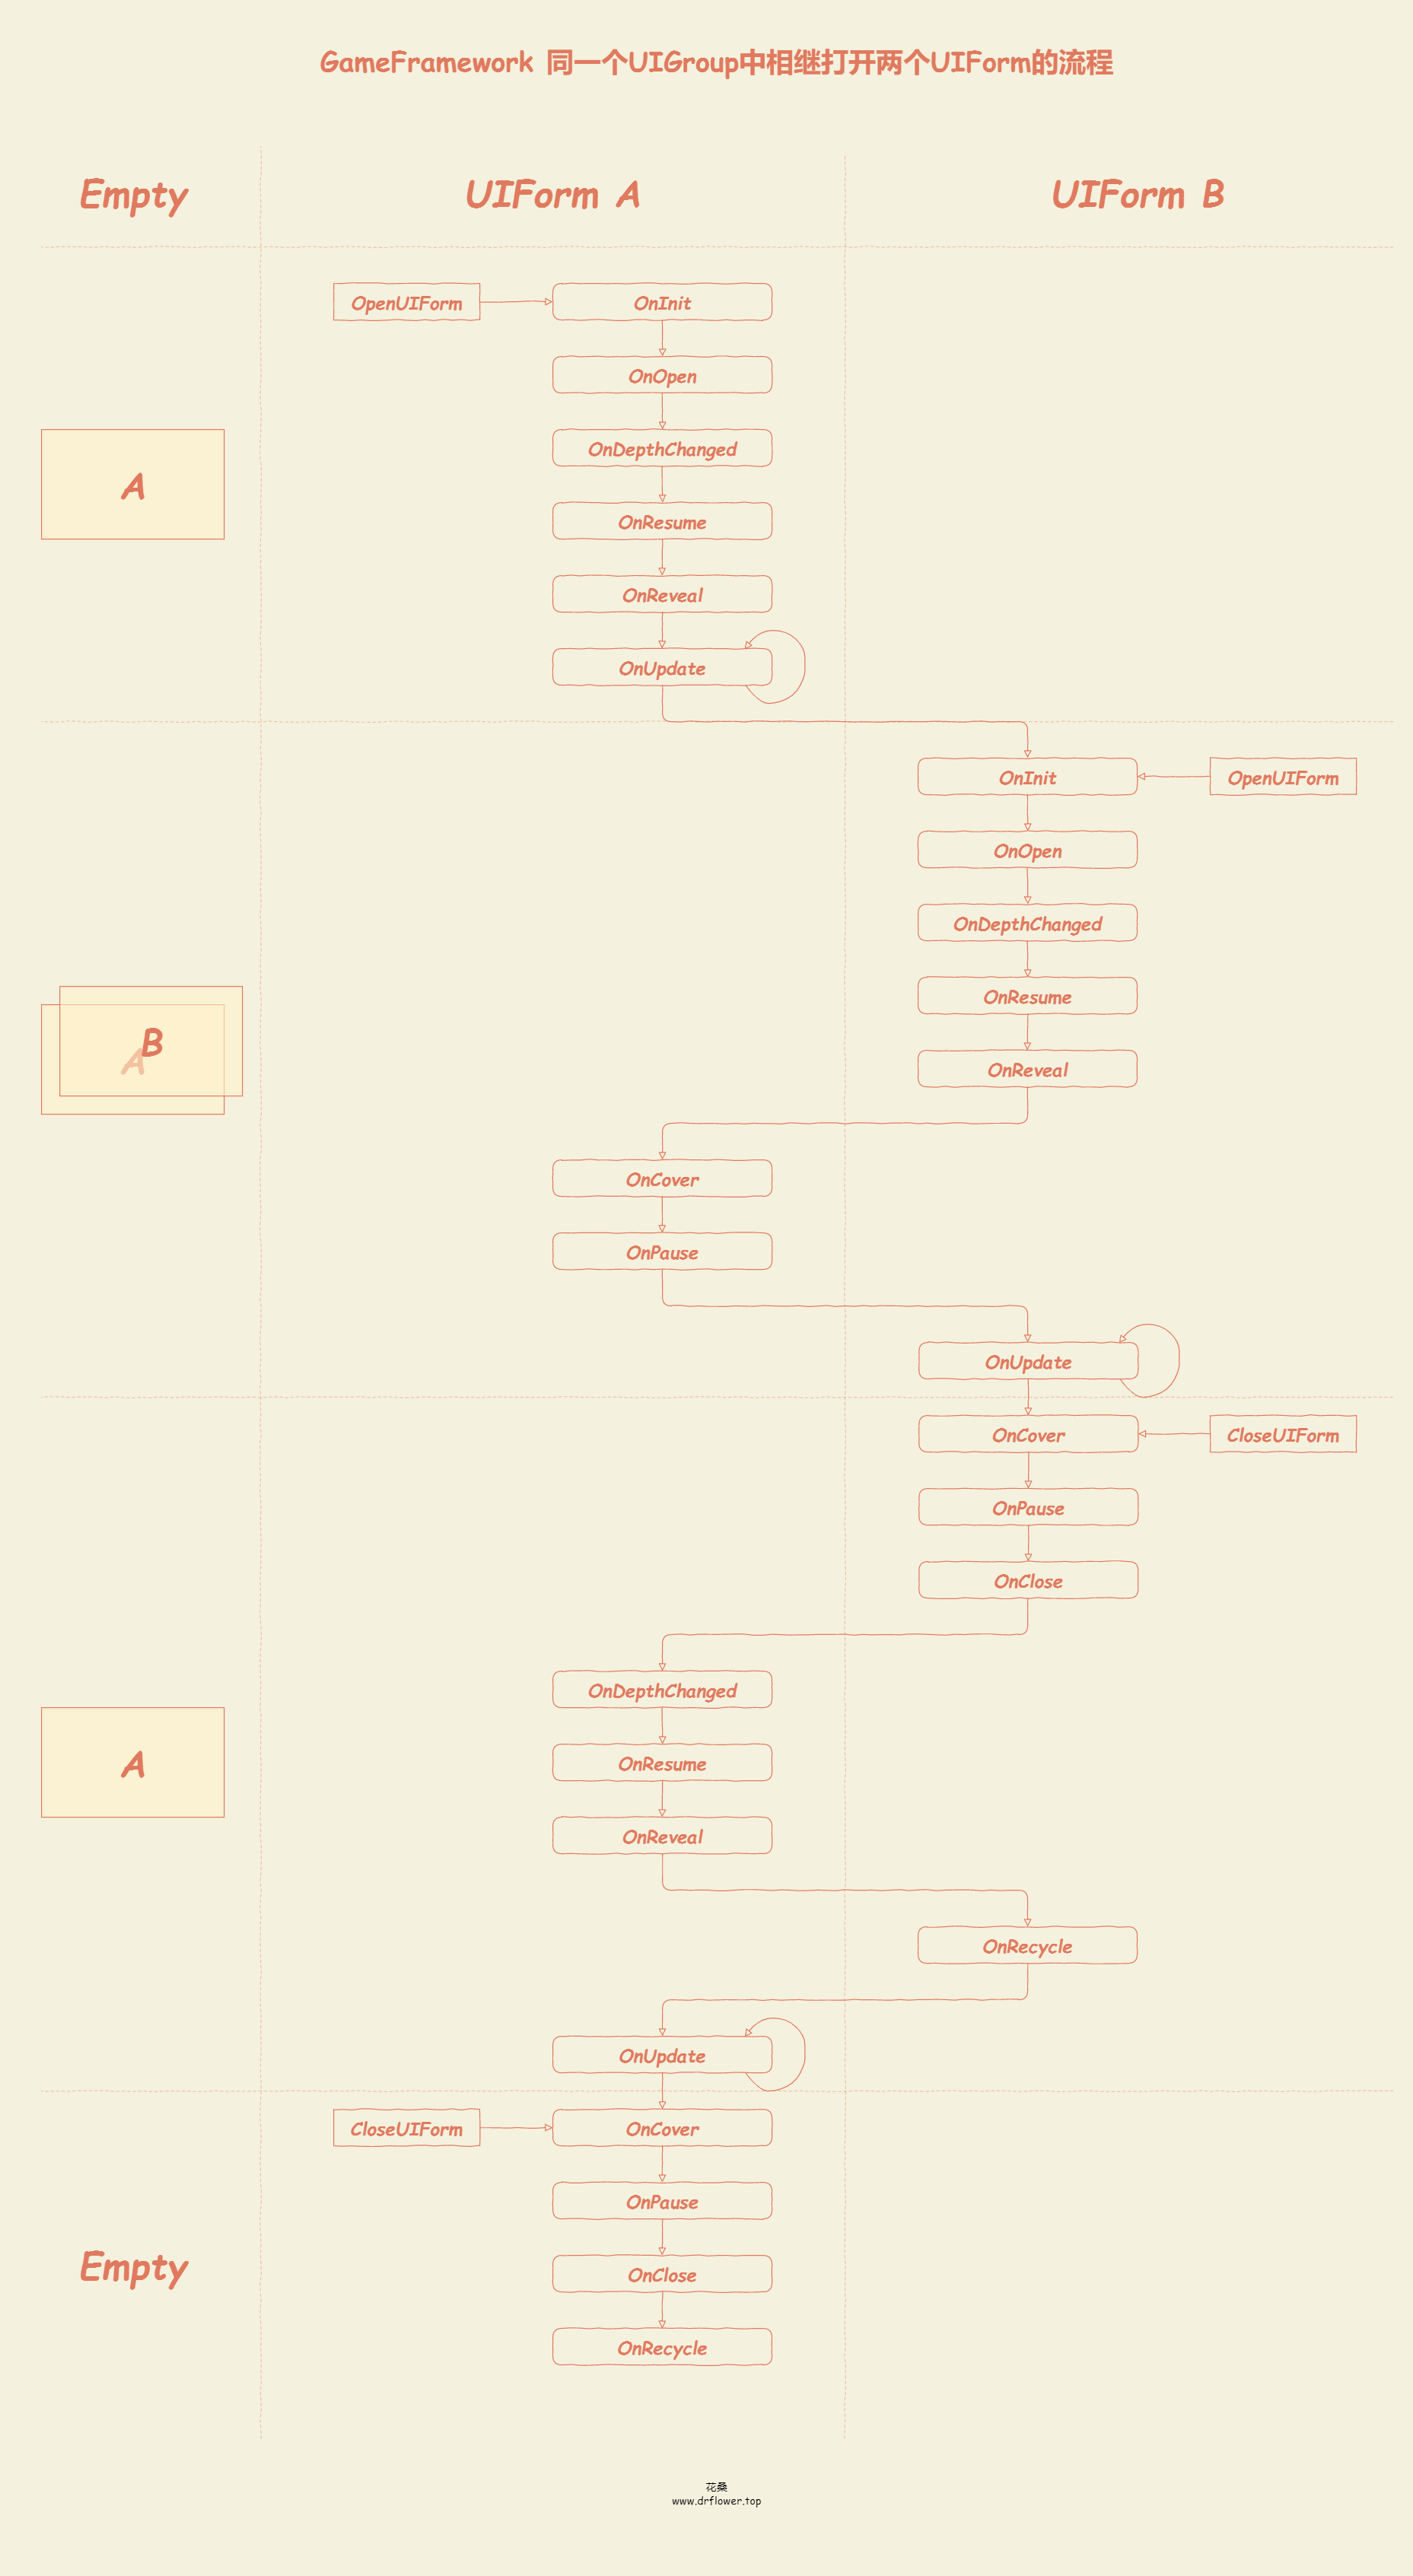 GameFramework 同一个UIGroup中相继打开两个UIForm的流程
Empty
UIForm A
UIForm B
OpenUIForm
OnInit
OnOpen
OnDepthChanged
A
OnResume
OnReveal
OnUpdate
OnInit
OpenUIForm
OnOpen
OnDepthChanged
OnResume
B
A
OnReveal
OnCover
OnPause
OnUpdate
OnCover
CloseUIForm
OnPause
OnClose
OnDepthChanged
OnResume
A
OnReveal
OnRecycle
OnUpdate
CloseUIForm
OnCover
OnPause
Empty
OnClose
OnRecycle
花桑
www.drflower.top